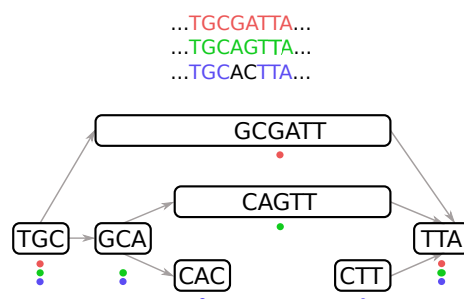 ...TGCGATTA...
...TGCAGTTA...
...TGCACTTA...
GCGATT
CAGTT
TGC GCA TTA
CAC CTT